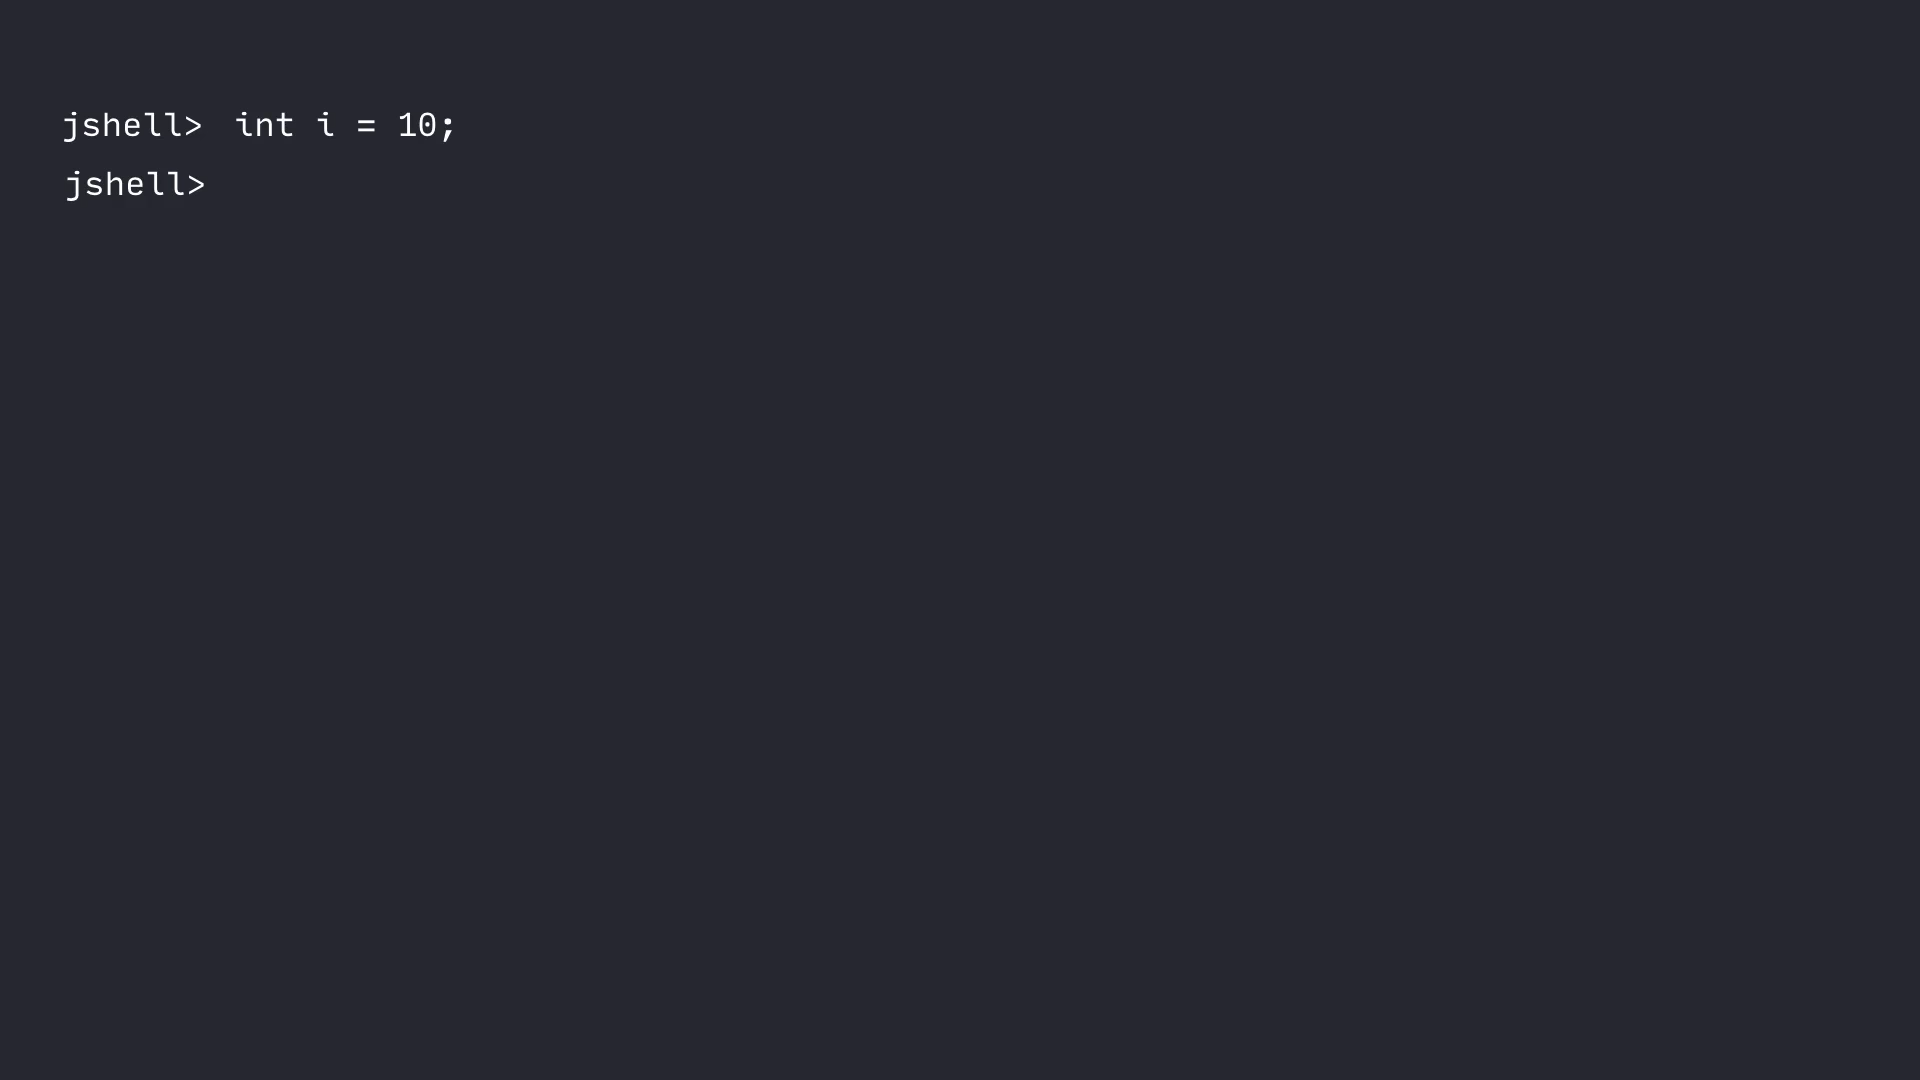 jshell> int i = 10;
jshell>